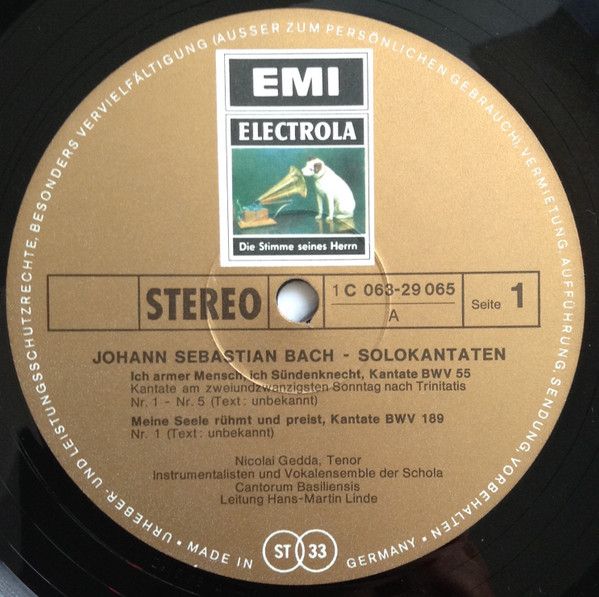 EMI
ELECTROLA
Die Stimme seines Herrn
STEREO
1 C 063-29 065
A
Seite 1
JOHANN SEBASTIAN BACH - SOLOKANTATEN
Ich armer Mensch, ich Sündenknecht, Kantate BWV 55
Kantate am zweiundzwanzigsten Sonntag nach Trinitatis
Nr. 1 - Nr. 5 (Text: unbekannt)
Meine Seele rühmt und preist, Kantate BWV 189
Nr. 1 (Text: unbekannt)
Nicolai Gedda, Tenor
Instrumentalisten und Vokalensemble der Schola
Cantorum Basiliensis
Leitung Hans-Martin Linde
URHEBER- UND LEISTUNGSSCHUTZRECHTE, BESONDERS VERVIELFÄLTIGUNG (AUSSER ZUM PERSÖNLICHEN GEBRAUCH), VERMIETUNG, AUFFÜHRUNG, SENDUNG VORBEHALTEN • MADE IN GERMANY •
ST 33